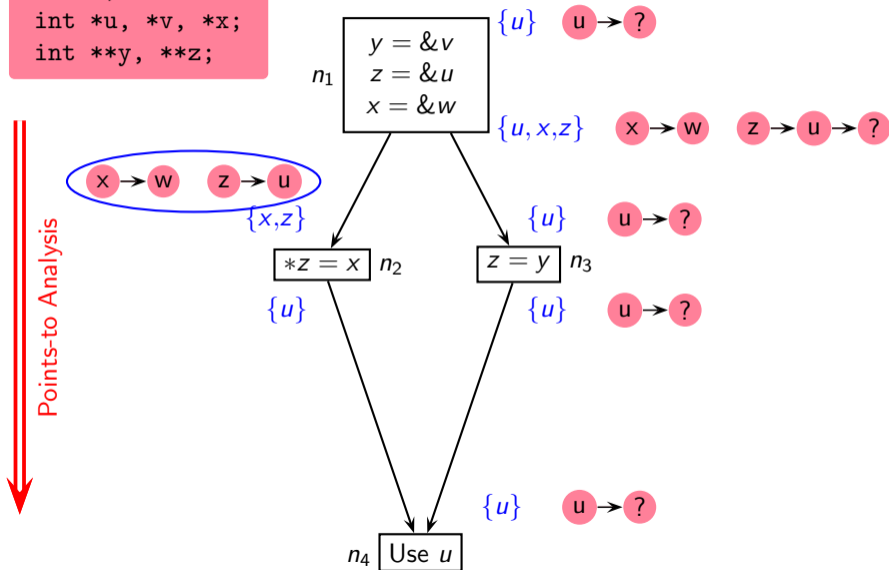 int *u, *v, *x;
int **y, **z;
{u} u ?
y = &v
z = &u
x = &w
n1
{u, x,z} x w z u ?
x w z u
{x,z}
{u} u ?
*z = x n2
z = y n3
{u}
{u} u ?
Points-to Analysis
{u} u ?
n4 Use u